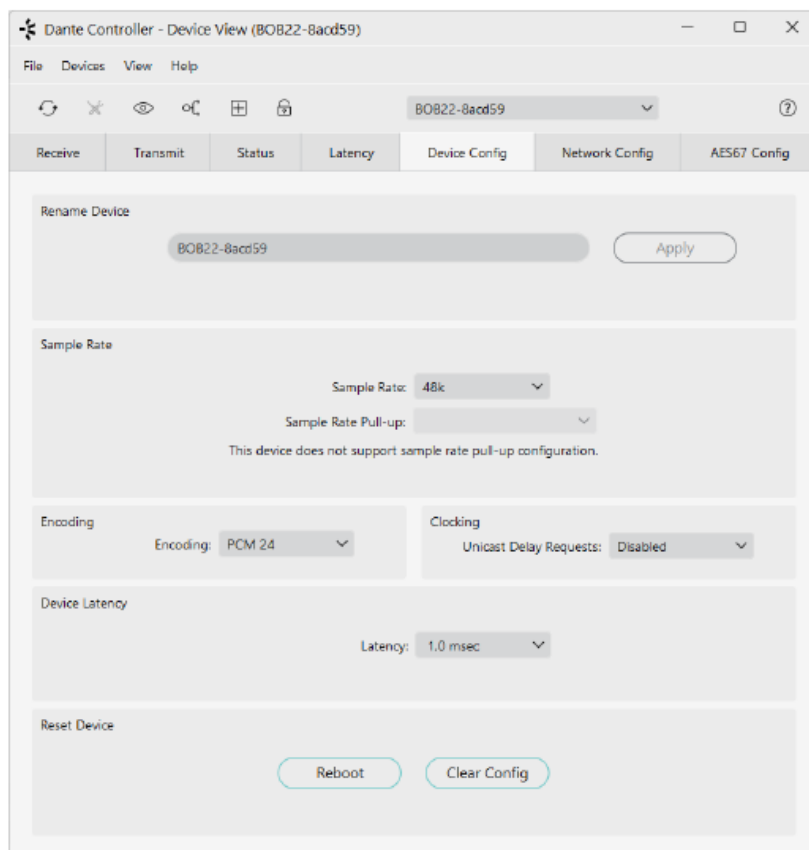 Dante Controller - Device View (BOB22-8acd59)
File Devices View Help
BOB22-8acd59
Receive Transmit Status Latency Device Config Network Config AES67 Config
Rename Device
BOB22-8acd59 Apply
Sample Rate
Sample Rate: 48k
Sample Rate Pull-up:
This device does not support sample rate pull-up configuration.
Encoding
Encoding: PCM 24
Clocking
Unicast Delay Requests: Disabled
Device Latency
Latency: 1.0 msec
Reset Device
Reboot Clear Config